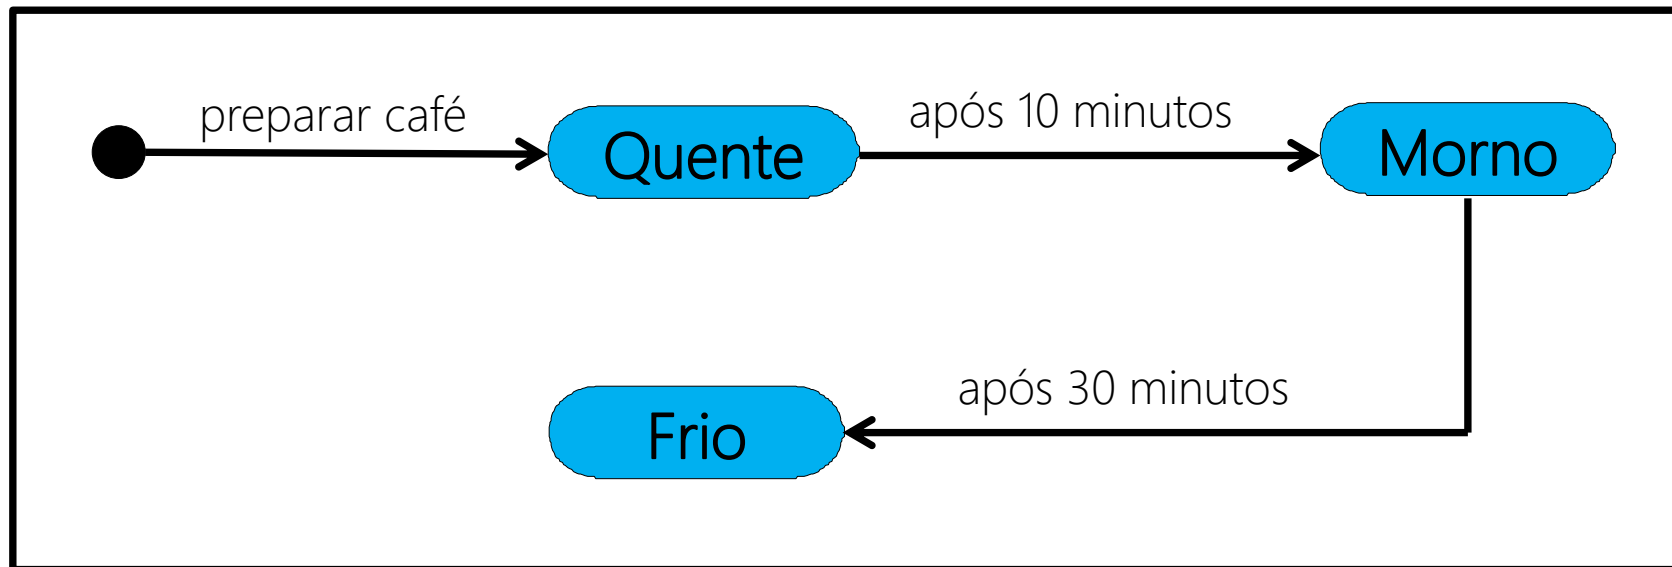 preparar café
Quente
após 10 minutos
Morno
após 30 minutos
Frio